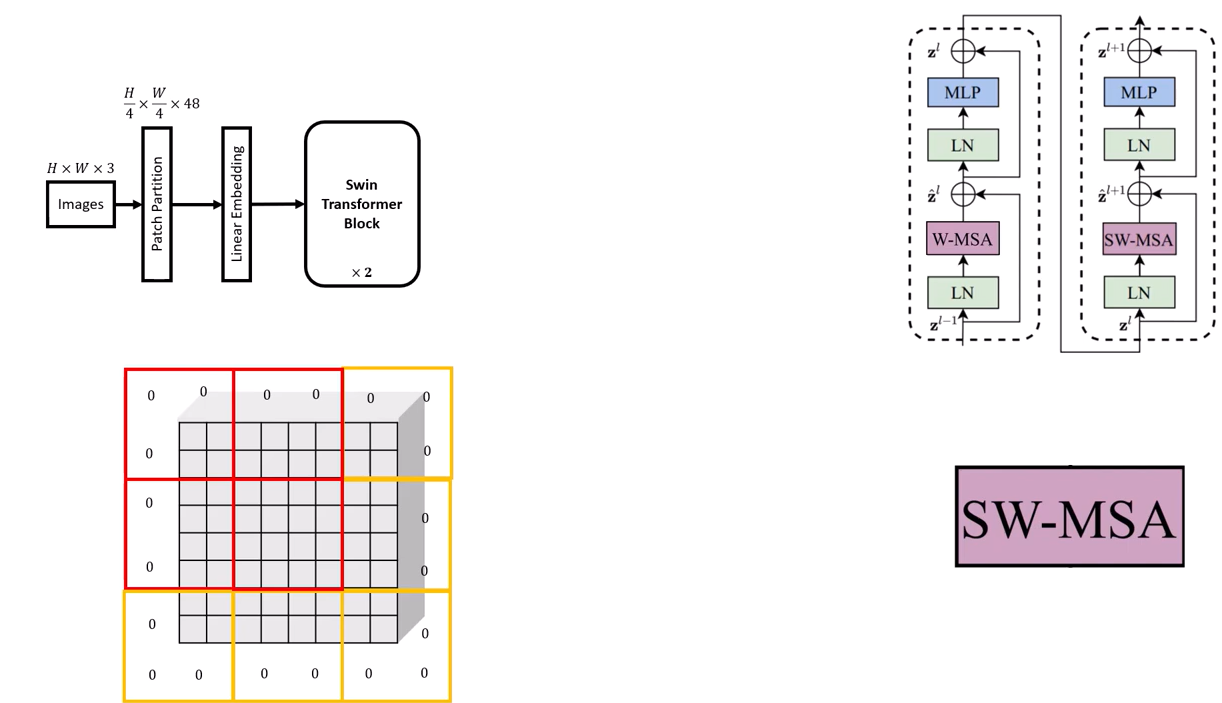 H/4 × W/4 × 48
H × W × 3
Images
Patch Partition
Linear Embedding
Swin
Transformer
Block
× 2
z^l
MLP
LN
ẑ^l
W-MSA
LN
z^{l−1}
z^{l+1}
MLP
LN
ẑ^{l+1}
SW-MSA
LN
z^l
0 0 0 0 0 0
0 0
0 0
0 0
0 0
0 0 0 0 0 0
SW-MSA